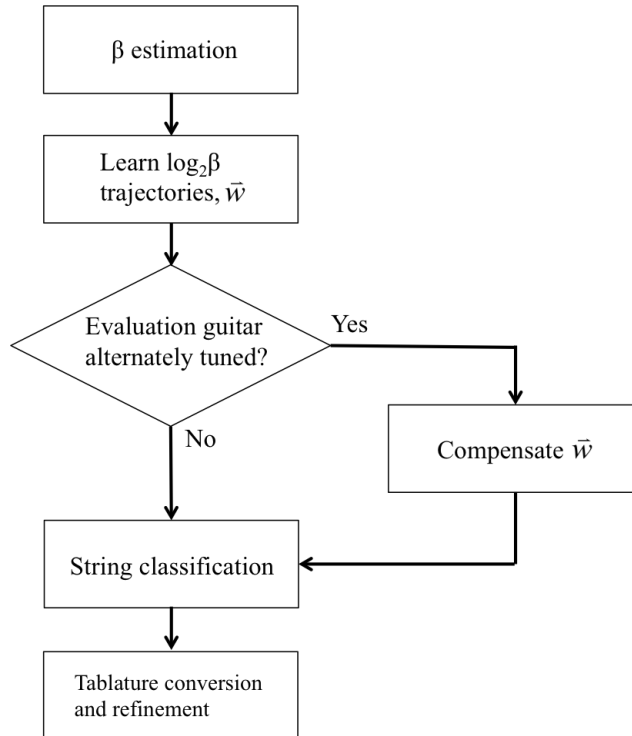 β estimation
Learn log₂β
trajectories, w̄
Evaluation guitar
alternately tuned?
Yes
No
Compensate w̄
String classification
Tablature conversion
and refinement